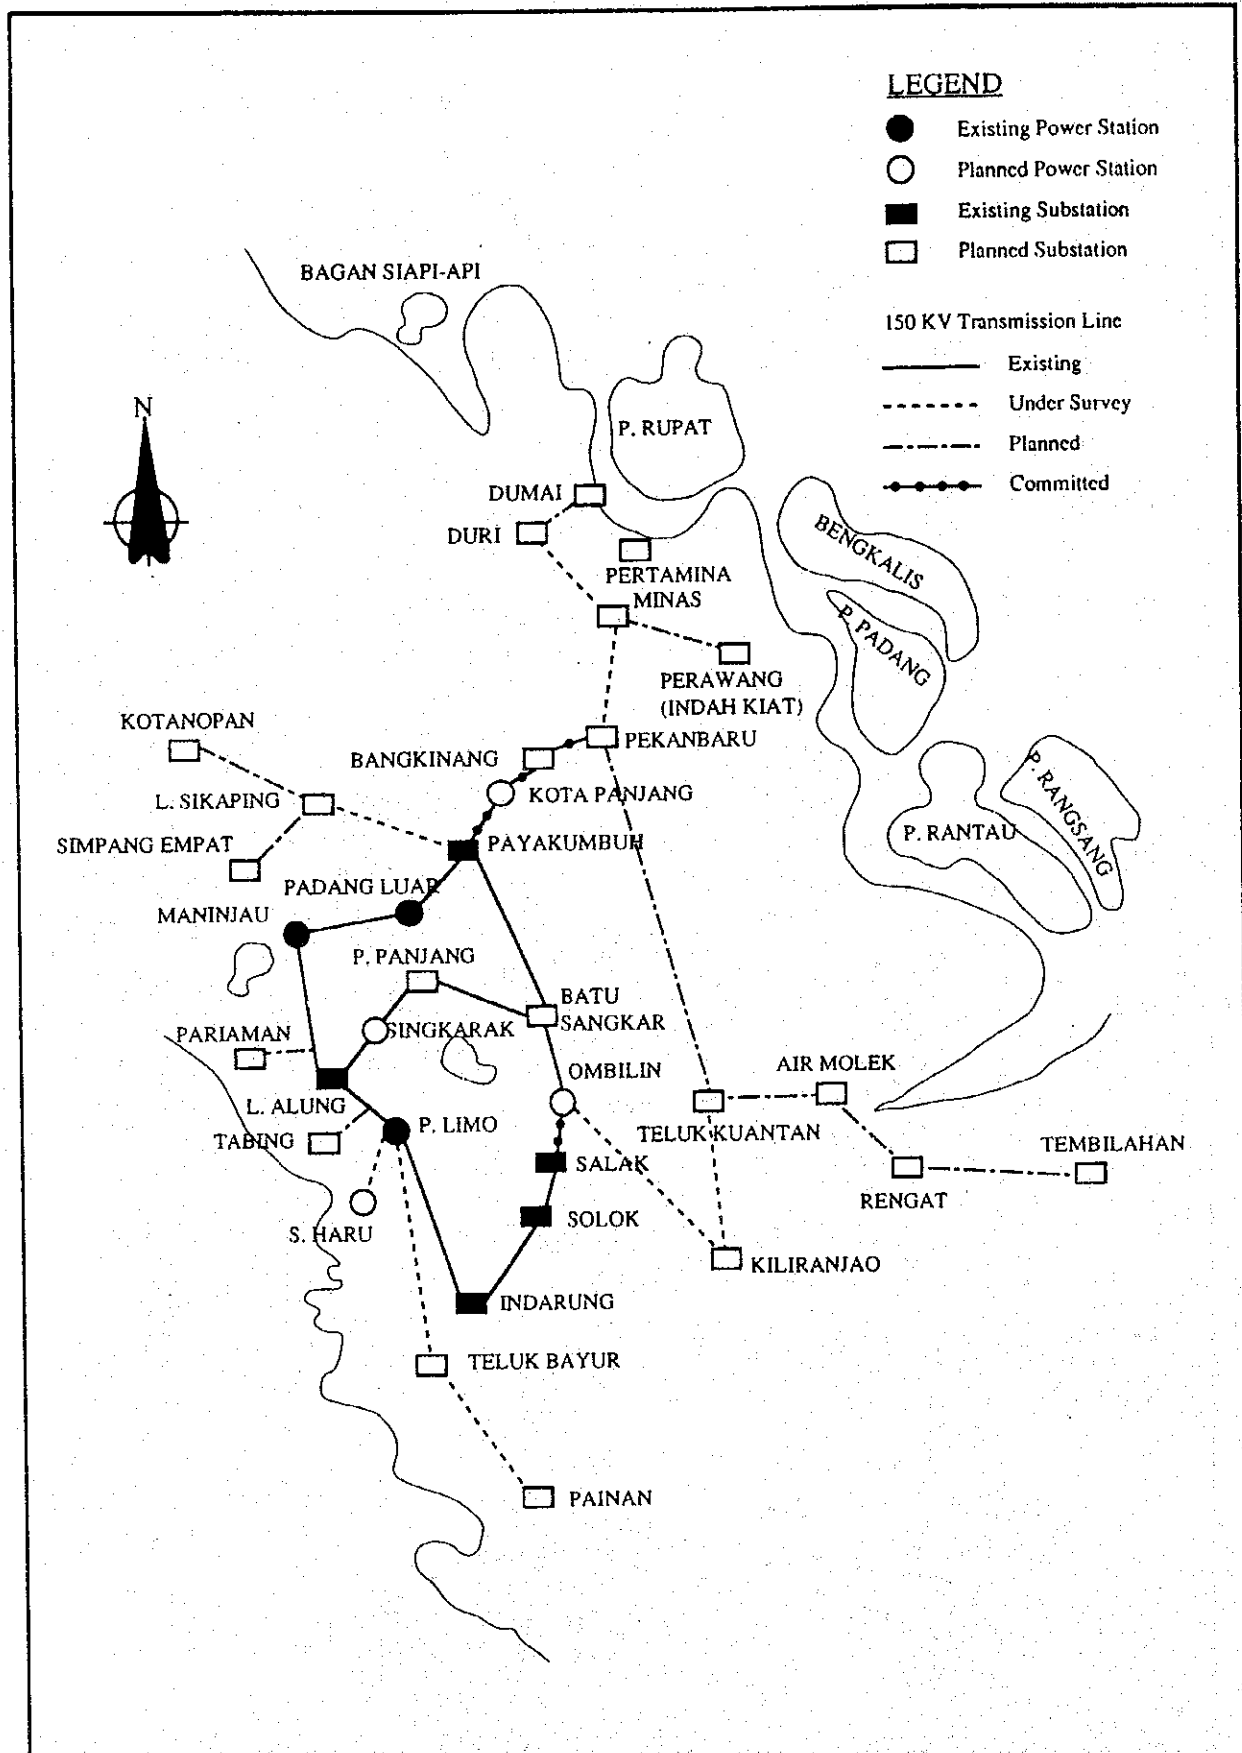 LEGEND
Existing Power Station
Planned Power Station
Existing Substation
Planned Substation
150 KV Transmission Line
Existing
Under Survey
Planned
Committed
BAGAN SIAPI-API
N
P. RUPAT
DUMAI
DURI
BENGKALIS
PERTAMINA
MINAS
P. PADANG
PERAWANG
(INDAH KIAT)
KOTANOPAN
PEKANBARU
BANGKINANG
L. SIKAPING
KOTA PANJANG
P. RANGSANG
P. RANTAU
SIMPANG EMPAT
PAYAKUMBUH
PADANG LUAR
MANINJAU
P. PANJANG
BATU
SANGKAR
PARIAMAN
SINGKARAK
OMBILIN
AIR MOLEK
L. ALUNG
P. LIMO
TABING
TELUK KUANTAN
TEMBILAHAN
SALAK
RENGAT
S. HARU
SOLOK
KILIRANJAO
INDARUNG
TELUK BAYUR
PAINAN